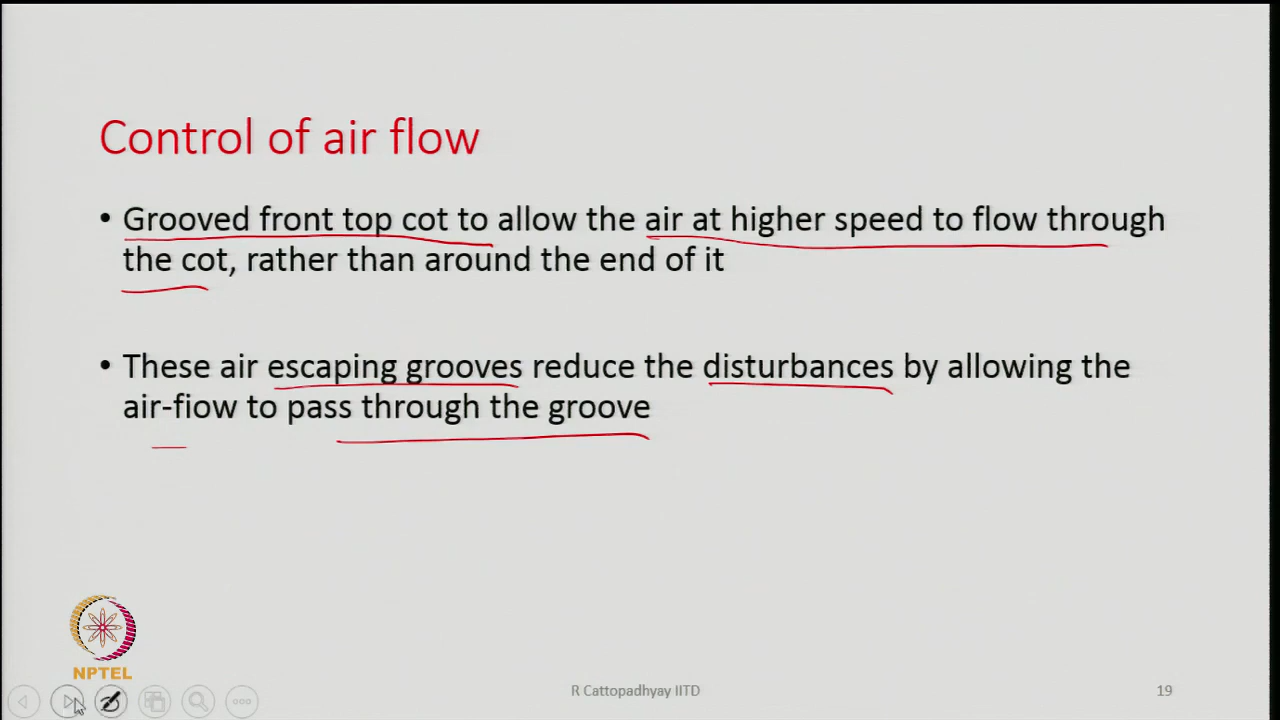 Control of air flow
• Grooved front top cot to allow the air at higher speed to flow through
the cot, rather than around the end of it
• These air escaping grooves reduce the disturbances by allowing the
air-flow to pass through the groove
NPTEL
R Cattopadhyay IITD
19